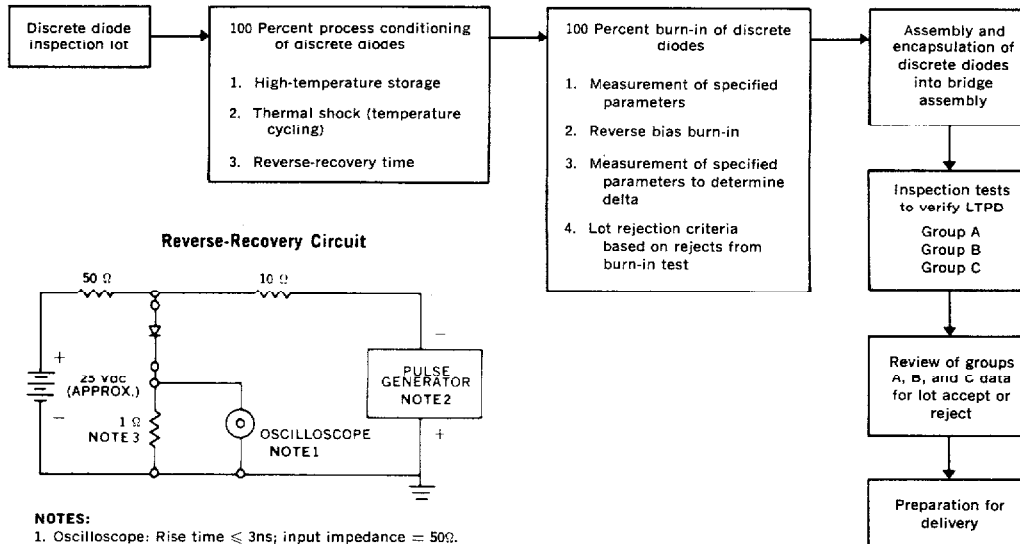 Discrete diode
inspection lot
100 Percent process conditioning
of discrete diodes
1. High-temperature storage
2. Thermal shock (temperature
cycling)
3. Reverse-recovery time
100 Percent burn-in of discrete
diodes
1. Measurement of specified
parameters
2. Reverse bias burn-in
3. Measurement of specified
parameters to determine
delta
4. Lot rejection criteria
based on rejects from
burn-in test
Assembly and
encapsulation of
discrete diodes
into bridge
assembly
Inspection tests
to verify LTPD
Group A
Group B
Group C
Review of groups
A, B, and C data
for lot accept or
reject
Preparation for
delivery
Reverse-Recovery Circuit
50 Ω
10 Ω
+
25 Vdc
(APPROX.)
−
1 Ω
NOTE 3
OSCILLOSCOPE
NOTE 1
−
PULSE
GENERATOR
NOTE 2
+
NOTES:
1. Oscilloscope: Rise time ⩽ 3ns; input impedance = 50Ω.